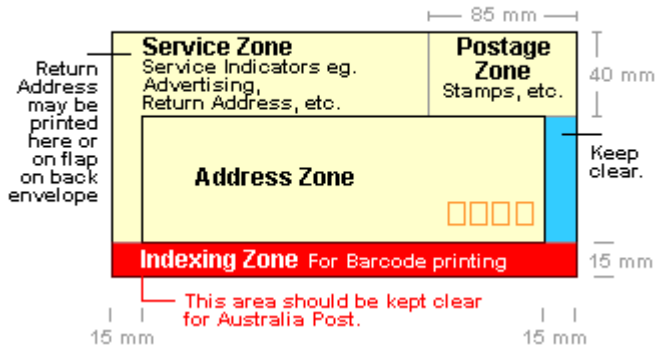 85 mm
Service Zone
Service Indicators eg.
Advertising,
Return Address, etc.
Postage
Zone
Stamps, etc.
40 mm
Return
Address
may be
printed
here or
on flap
on back
envelope
Keep
clear.
Address Zone
Indexing Zone For Barcode printing
15 mm
This area should be kept clear
for Australia Post.
15 mm
15 mm